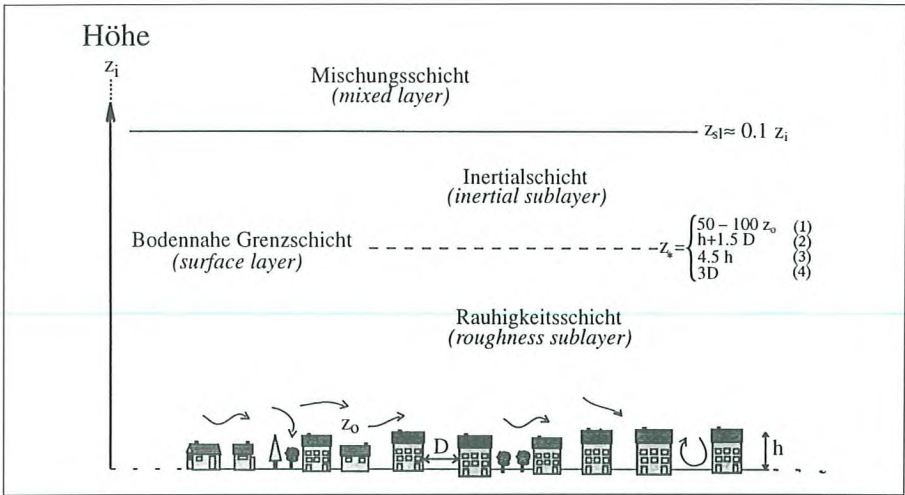 Höhe
z_i
Mischungsschicht
(mixed layer)
z_sl≈ 0.1 z_i
Inertialschicht
(inertial sublayer)
Bodennahe Grenzschicht
(surface layer)
z_*=
50 – 100 z_o (1)
h+1.5 D (2)
4.5 h (3)
3D (4)
Rauhigkeitsschicht
(roughness sublayer)
z_o
D
h